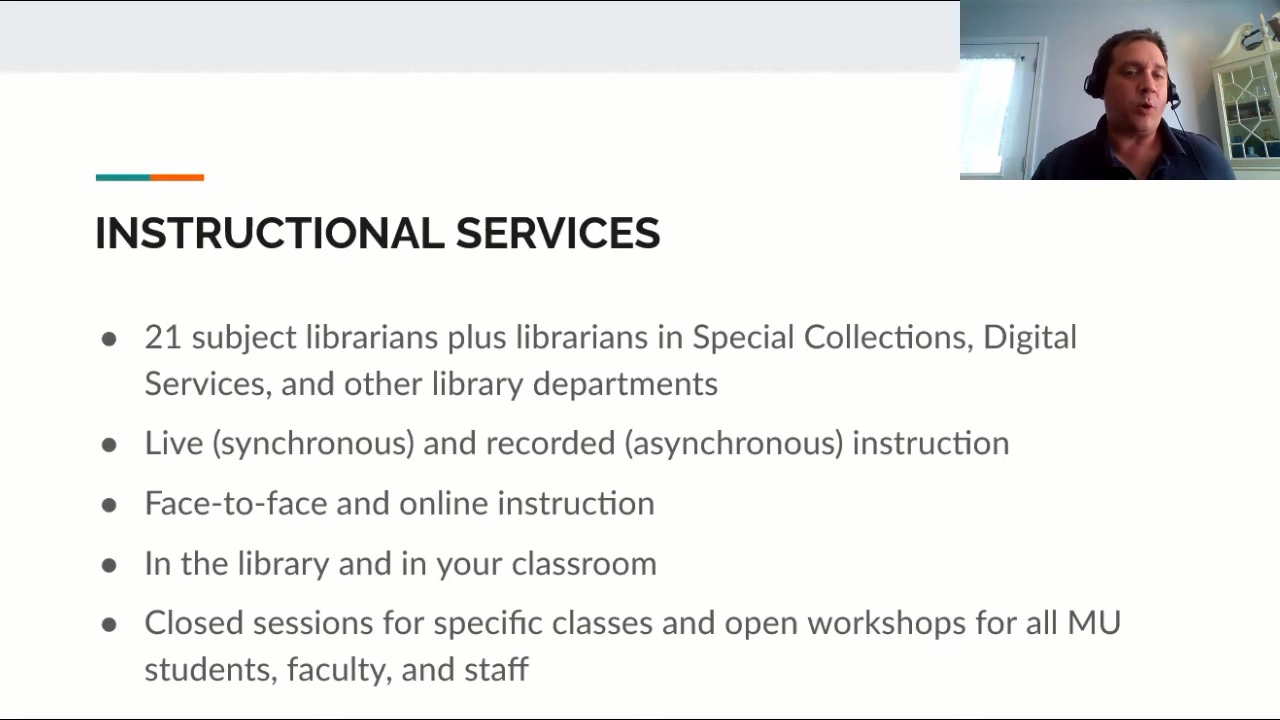 INSTRUCTIONAL SERVICES
● 21 subject librarians plus librarians in Special Collections, Digital
Services, and other library departments
● Live (synchronous) and recorded (asynchronous) instruction
● Face-to-face and online instruction
● In the library and in your classroom
● Closed sessions for specific classes and open workshops for all MU
students, faculty, and staff